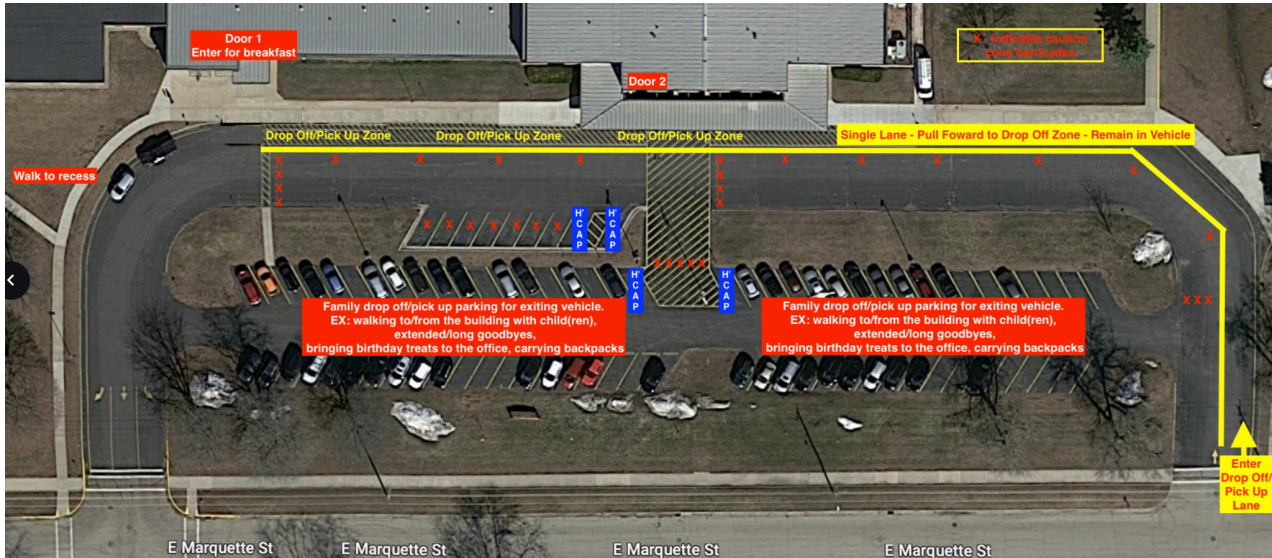 Door 1
Enter for breakfast
X - Indicates caution
cone barricades
Door 2
Drop Off/Pick Up Zone
Drop Off/Pick Up Zone
Drop Off/Pick Up Zone
Single Lane - Pull Foward to Drop Off Zone - Remain in Vehicle
X X X X X X X X X X
X X X X
X X X X
Walk to recess
X X X X X X X
H'
C
A
P
H'
C
A
P
X
X X X X X
H'
C
A
P
H'
C
A
P
X X X
Family drop off/pick up parking for exiting vehicle.
EX: walking to/from the building with child(ren),
extended/long goodbyes,
bringing birthday treats to the office, carrying backpacks
Family drop off/pick up parking for exiting vehicle.
EX: walking to/from the building with child(ren),
extended/long goodbyes,
bringing birthday treats to the office, carrying backpacks
Enter
Drop Off/
Pick Up
Lane
E Marquette St
E Marquette St
E Marquette St
E Marquette St